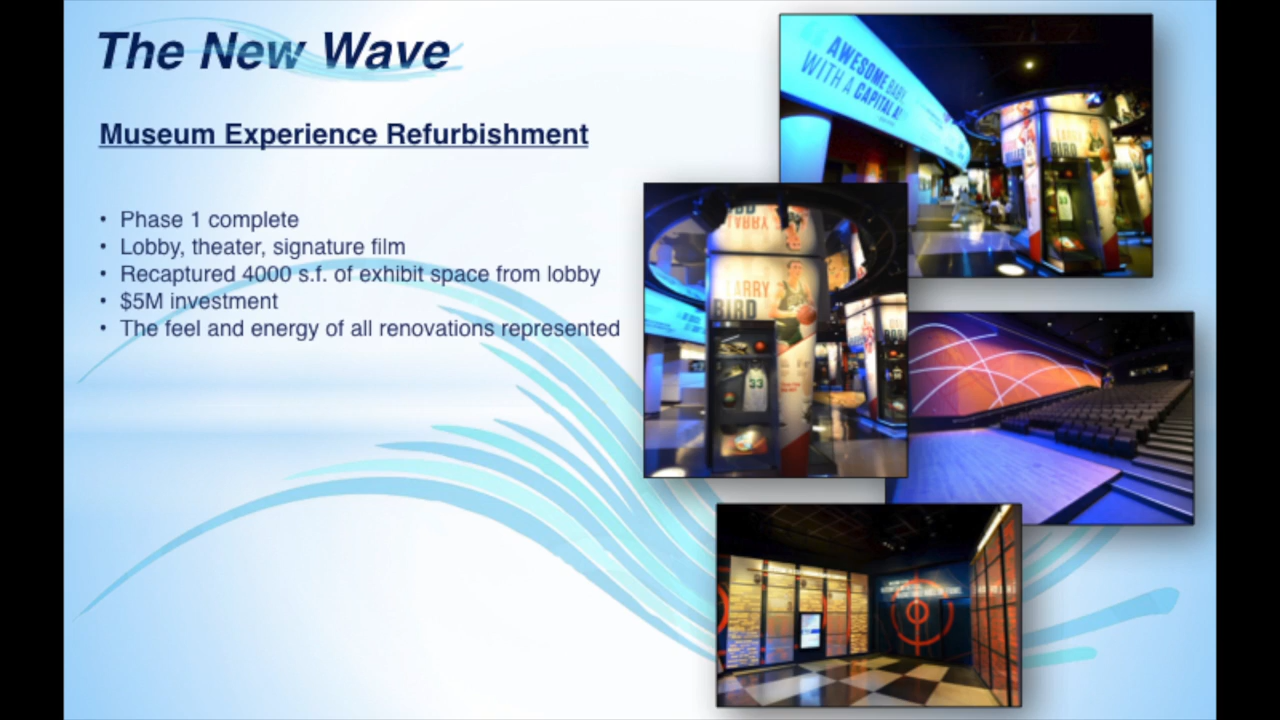 The New Wave
Museum Experience Refurbishment
• Phase 1 complete
• Lobby, theater, signature film
• Recaptured 4000 s.f. of exhibit space from lobby
• $5M investment
• The feel and energy of all renovations represented
AWESOME BABY
WITH A CAPITAL A!
LARRY
BIRD
LARRY
LARRY
BIRD
33